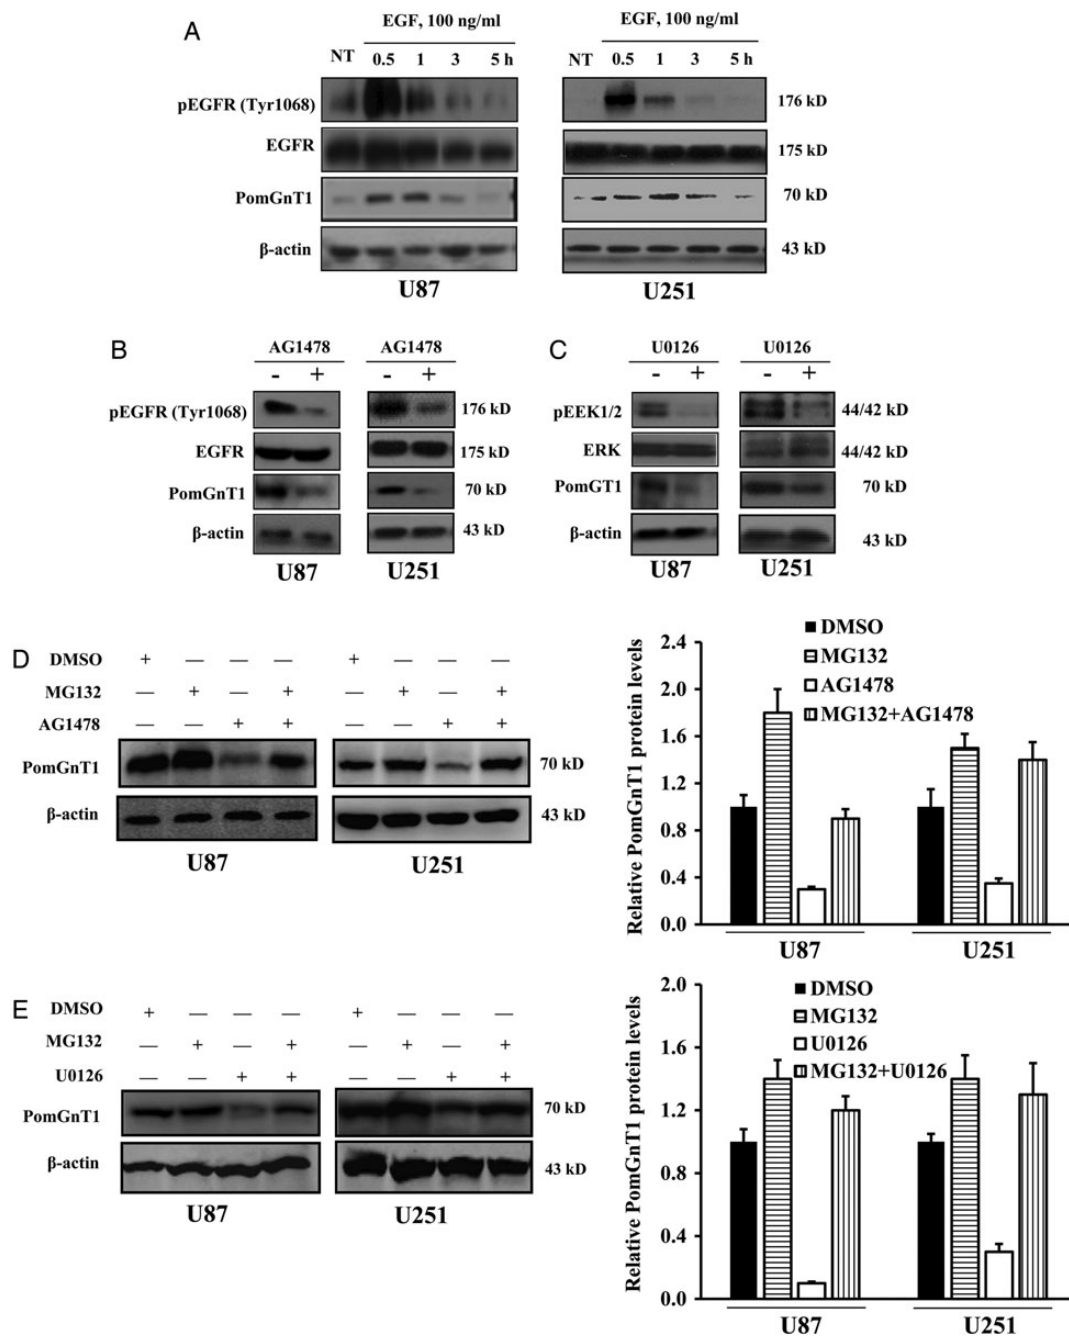 A
EGF, 100 ng/ml
EGF, 100 ng/ml
NT 0.5 1 3 5 h
NT 0.5 1 3 5 h
pEGFR (Tyr1068)
176 kD
EGFR
175 kD
PomGnT1
70 kD
β-actin
43 kD
U87
U251
B
AG1478
AG1478
- +
- +
pEGFR (Tyr1068)
176 kD
EGFR
175 kD
PomGnT1
70 kD
β-actin
43 kD
U87
U251
C
U0126
U0126
- +
- +
pEEK1/2
44/42 kD
ERK
44/42 kD
PomGT1
70 kD
β-actin
43 kD
U87
U251
D
DMSO + — — — + — — —
MG132 — + — + — + — +
AG1478 — — + + — — + +
PomGnT1
70 kD
β-actin
43 kD
U87
U251
Relative PomGnT1 protein levels
2.4
2.0
1.6
1.2
0.8
0.4
0.0
DMSO
MG132
AG1478
MG132+AG1478
U87
U251
E
DMSO + — — — + — — —
MG132 — + — + — + — +
U0126 — — + + — — + +
PomGnT1
70 kD
β-actin
43 kD
U87
U251
Relative PomGnT1 protein levels
2.0
1.6
1.2
0.8
0.4
0.0
DMSO
MG132
U0126
MG132+U0126
U87
U251